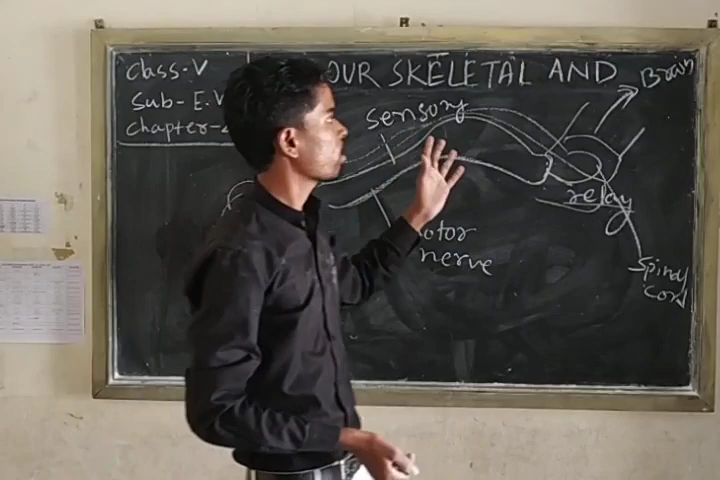 Class-V
Sub- E.V
chapter-
OUR SKELETAL AND
Brain
sensory
relay
otor
nerve
Spinal
cord